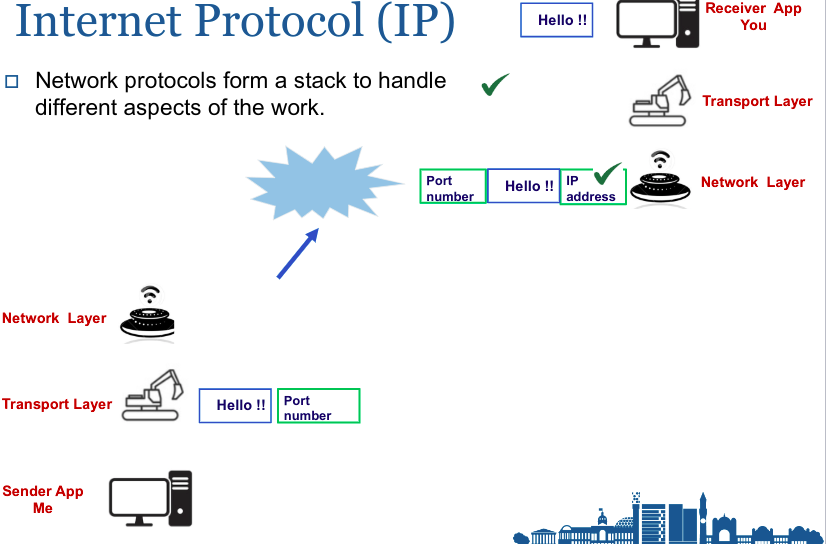 Internet Protocol (IP)
Hello !!
Receiver App
You
Network protocols form a stack to handle
different aspects of the work.
Transport Layer
Port
number
Hello !!
IP
address
Network Layer
Network Layer
Transport Layer
Hello !!
Port
number
Sender App
Me